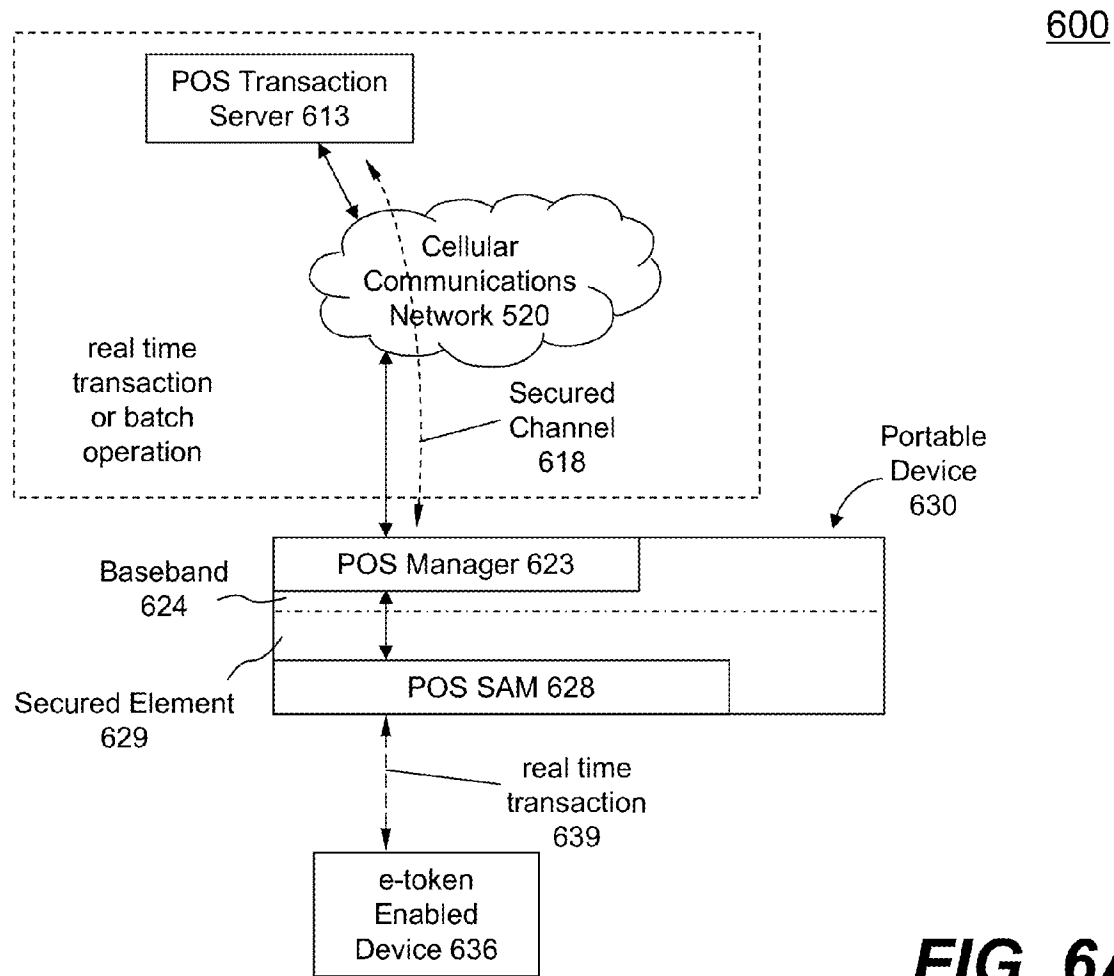 600
POS Transaction
Server 613
Cellular
Communications
Network 520
real time
transaction
or batch
operation
Secured
Channel
618
Portable
Device
630
POS Manager 623
Baseband
624
POS SAM 628
Secured Element
629
real time
transaction
639
e-token
Enabled
Device 636
FIG. 6A